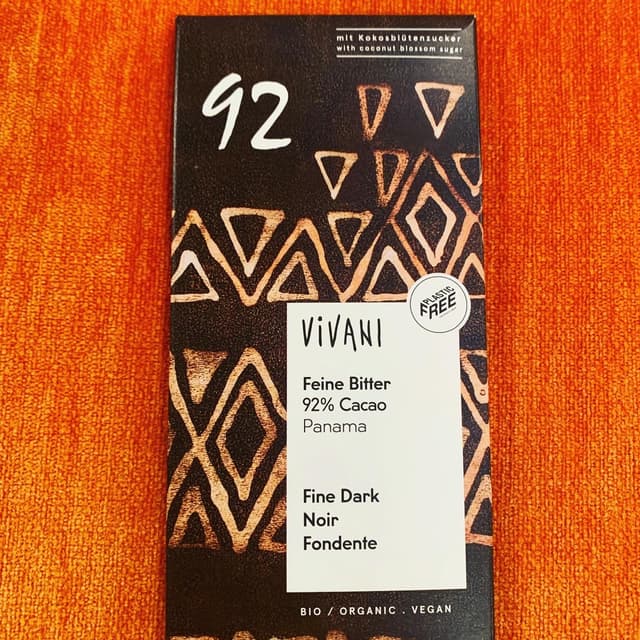 mit Kokosblütenzucker
with coconut blossom sugar
92
PLASTIC
FREE
ViVANI
Feine Bitter
92% Cacao
Panama
Fine Dark
Noir
Fondente
BIO / ORGANIC . VEGAN